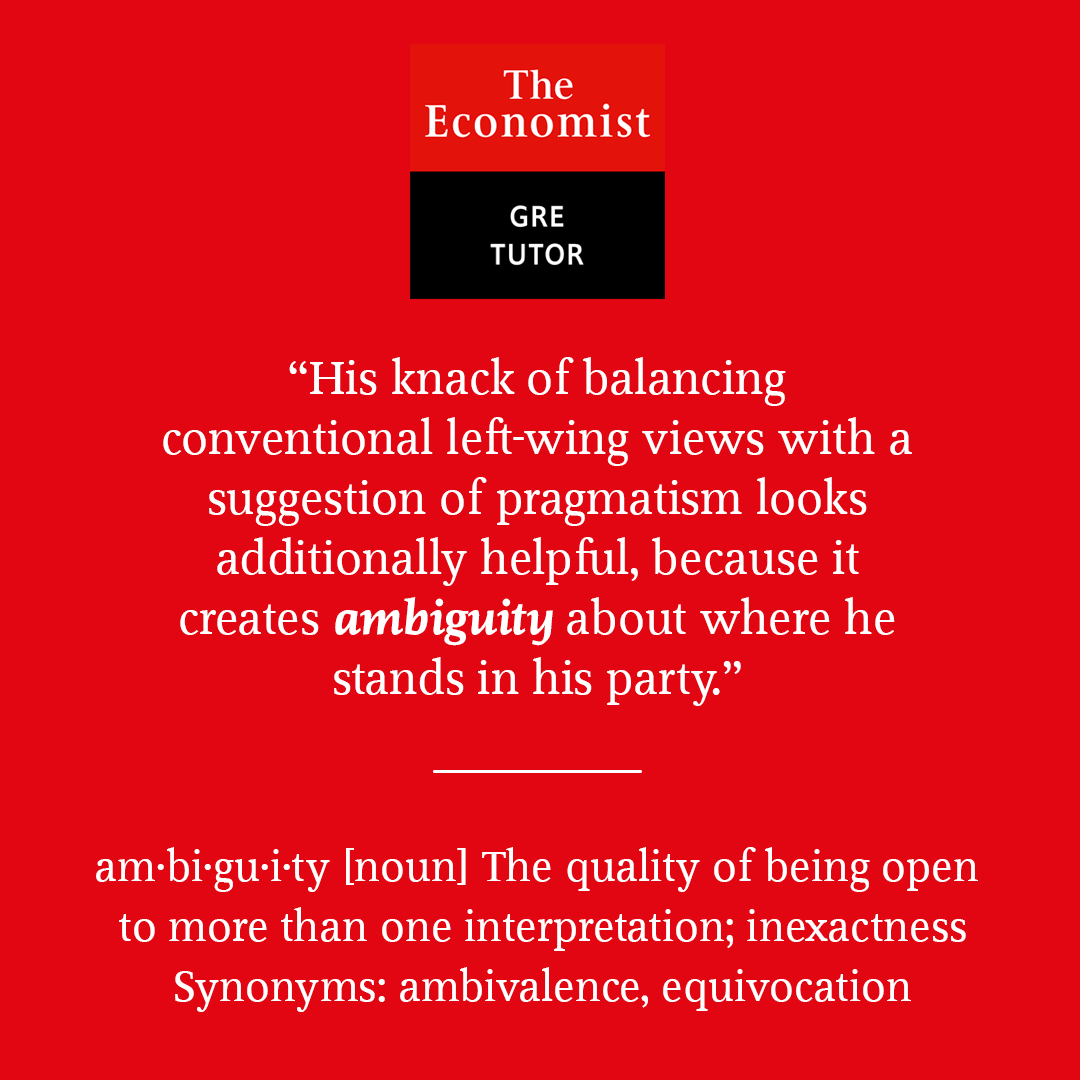 The
Economist
GRE
TUTOR
“His knack of balancing
conventional left-wing views with a
suggestion of pragmatism looks
additionally helpful, because it
creates ambiguity about where he
stands in his party.”
am·bi·gu·i·ty [noun] The quality of being open
to more than one interpretation; inexactness
Synonyms: ambivalence, equivocation